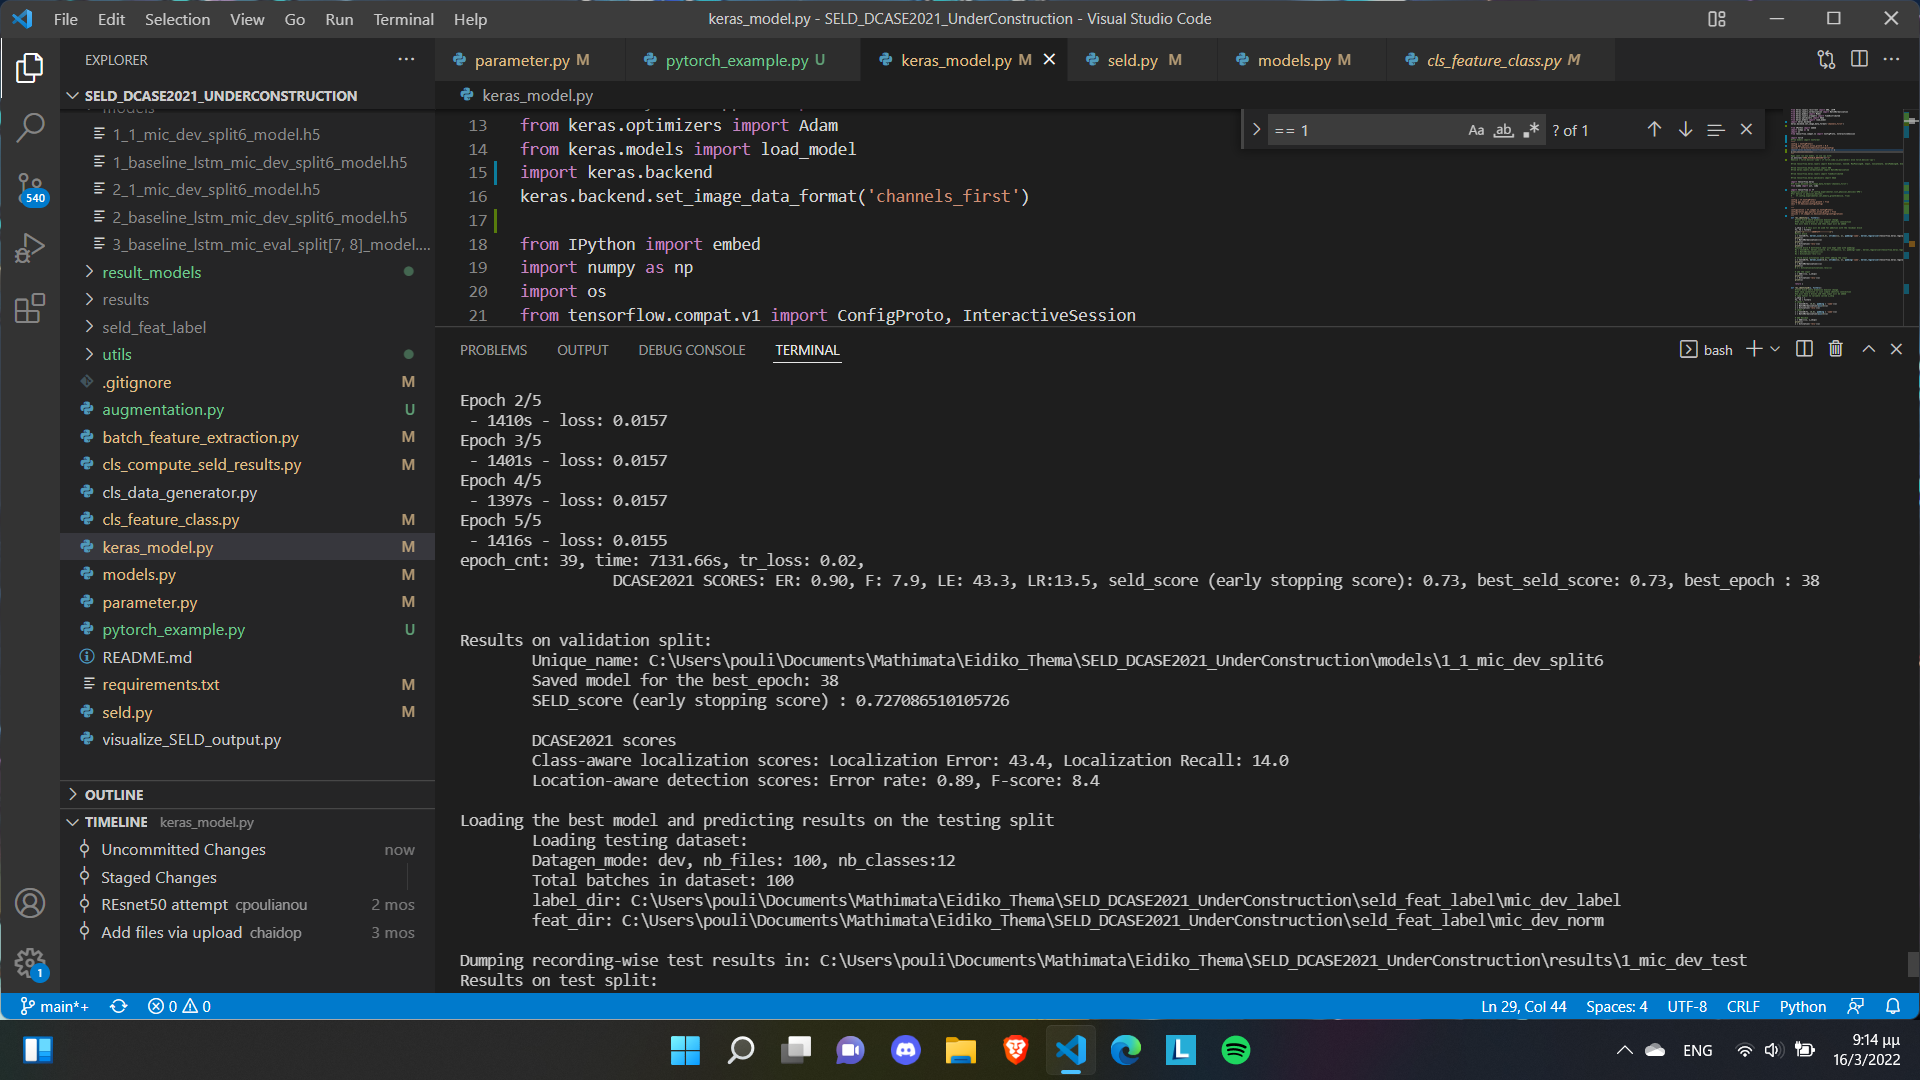 File Edit Selection View Go Run Terminal Help
keras_model.py - SELD_DCASE2021_UnderConstruction - Visual Studio Code
EXPLORER
SELD_DCASE2021_UNDERCONSTRUCTION
models
1_1_mic_dev_split6_model.h5
1_baseline_lstm_mic_dev_split6_model.h5
2_1_mic_dev_split6_model.h5
2_baseline_lstm_mic_dev_split6_model.h5
3_baseline_lstm_mic_eval_split[7, 8]_model....
result_models
results
seld_feat_label
utils
.gitignore M
augmentation.py U
batch_feature_extraction.py M
cls_compute_seld_results.py M
cls_data_generator.py
cls_feature_class.py M
keras_model.py M
models.py M
parameter.py M
pytorch_example.py U
README.md
requirements.txt M
seld.py M
visualize_SELD_output.py
OUTLINE
TIMELINE keras_model.py
Uncommitted Changes now
Staged Changes
REsnet50 attempt cpoulianou 2 mos
Add files via upload chaidop 3 mos
540
1
parameter.py M pytorch_example.py U keras_model.py M seld.py M models.py M cls_feature_class.py M
keras_model.py
== 1 Aa ab ? of 1
13 from keras.optimizers import Adam
14 from keras.models import load_model
15 import keras.backend
16 keras.backend.set_image_data_format('channels_first')
17
18 from IPython import embed
19 import numpy as np
20 import os
21 from tensorflow.compat.v1 import ConfigProto, InteractiveSession
PROBLEMS OUTPUT DEBUG CONSOLE TERMINAL
bash
Epoch 2/5
- 1410s - loss: 0.0157
Epoch 3/5
- 1401s - loss: 0.0157
Epoch 4/5
- 1397s - loss: 0.0157
Epoch 5/5
- 1416s - loss: 0.0155
epoch_cnt: 39, time: 7131.66s, tr_loss: 0.02,
DCASE2021 SCORES: ER: 0.90, F: 7.9, LE: 43.3, LR:13.5, seld_score (early stopping score): 0.73, best_seld_score: 0.73, best_epoch : 38
Results on validation split:
Unique_name: C:\Users\pouli\Documents\Mathimata\Eidiko_Thema\SELD_DCASE2021_UnderConstruction\models\1_1_mic_dev_split6
Saved model for the best_epoch: 38
SELD_score (early stopping score) : 0.727086510105726
DCASE2021 scores
Class-aware localization scores: Localization Error: 43.4, Localization Recall: 14.0
Location-aware detection scores: Error rate: 0.89, F-score: 8.4
Loading the best model and predicting results on the testing split
Loading testing dataset:
Datagen_mode: dev, nb_files: 100, nb_classes:12
Total batches in dataset: 100
label_dir: C:\Users\pouli\Documents\Mathimata\Eidiko_Thema\SELD_DCASE2021_UnderConstruction\seld_feat_label\mic_dev_label
feat_dir: C:\Users\pouli\Documents\Mathimata\Eidiko_Thema\SELD_DCASE2021_UnderConstruction\seld_feat_label\mic_dev_norm
Dumping recording-wise test results in: C:\Users\pouli\Documents\Mathimata\Eidiko_Thema\SELD_DCASE2021_UnderConstruction\results\1_mic_dev_test
Results on test split:
main*+ 0 0
Ln 29, Col 44 Spaces: 4 UTF-8 CRLF Python
ENG
9:14 μμ
16/3/2022